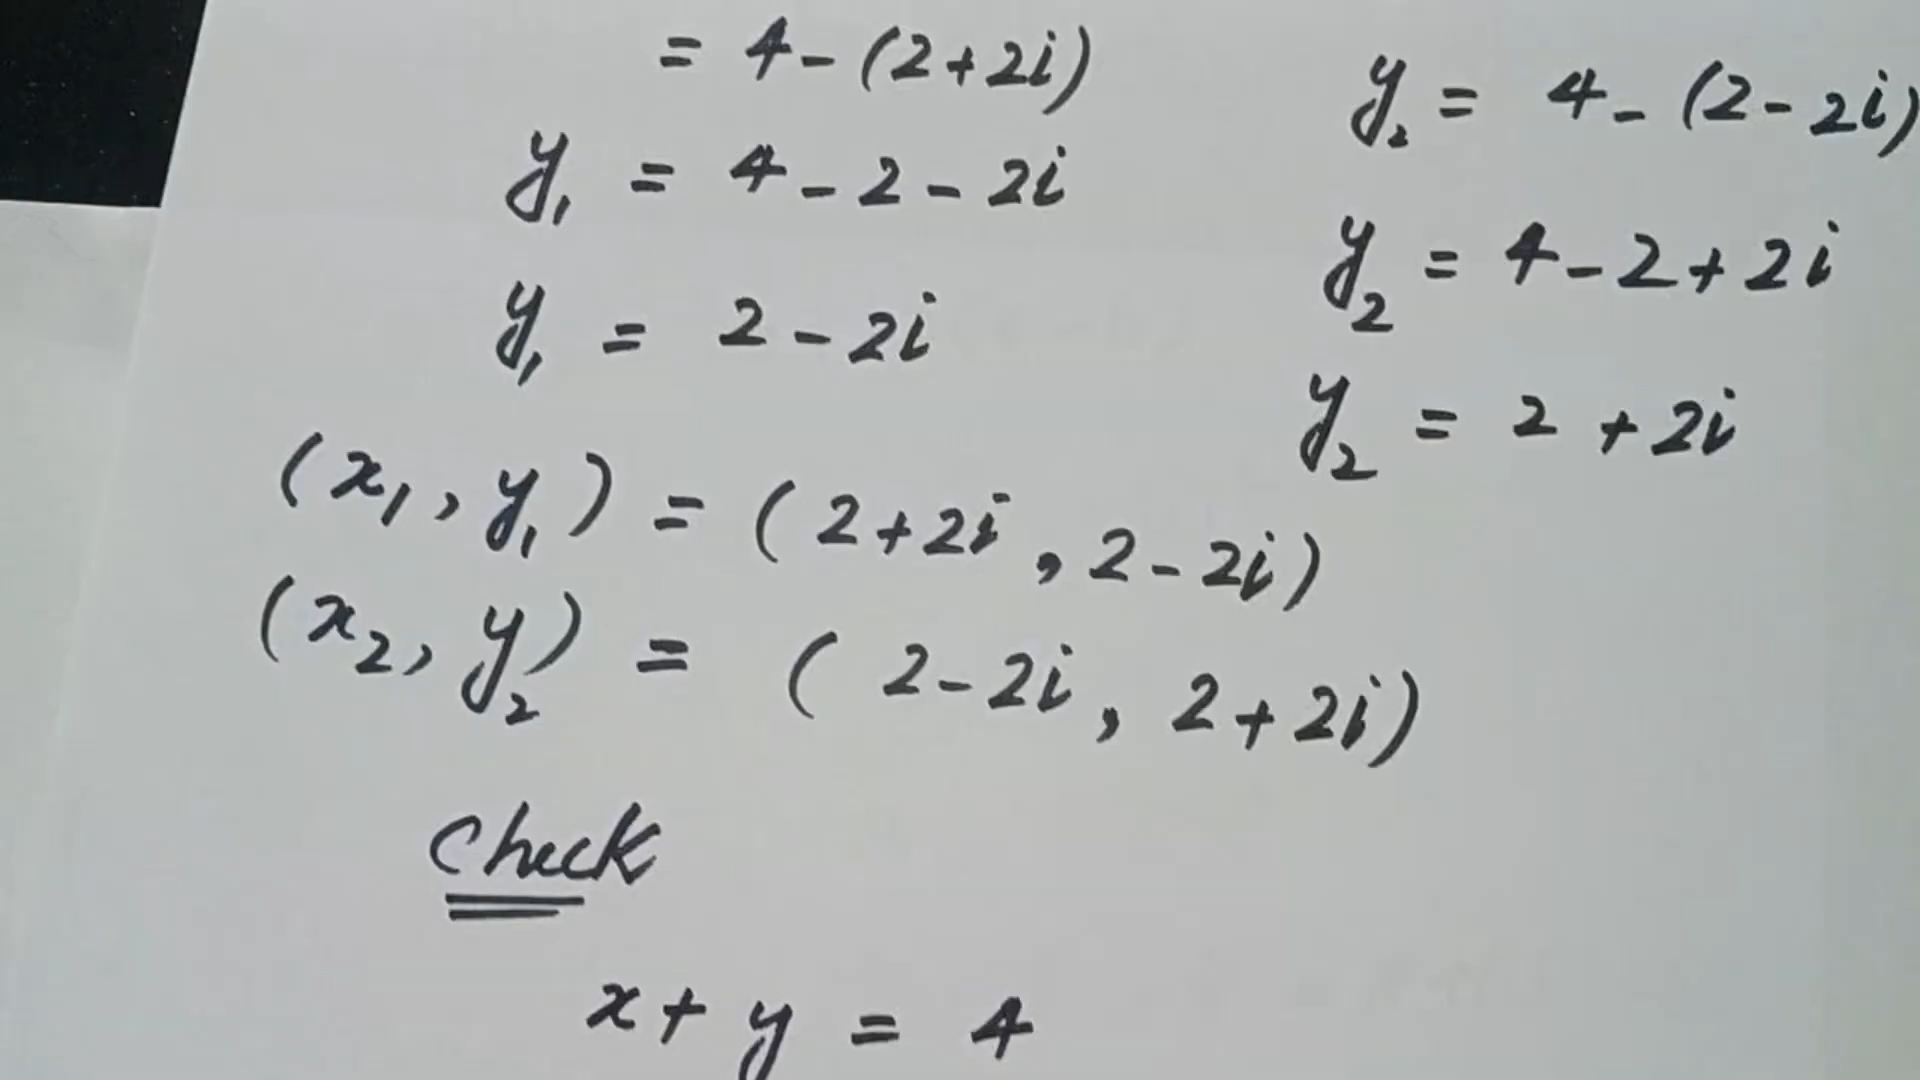 = 4 - (2 + 2i)
y₁ = 4 - 2 - 2i
y₁ = 2 - 2i
y₂ = 4 - (2 - 2i)
y₂ = 4 - 2 + 2i
y₂ = 2 + 2i
(x₁, y₁) = (2 + 2i, 2 - 2i)
(x₂, y₂) = (2 - 2i, 2 + 2i)
Check
x + y = 4